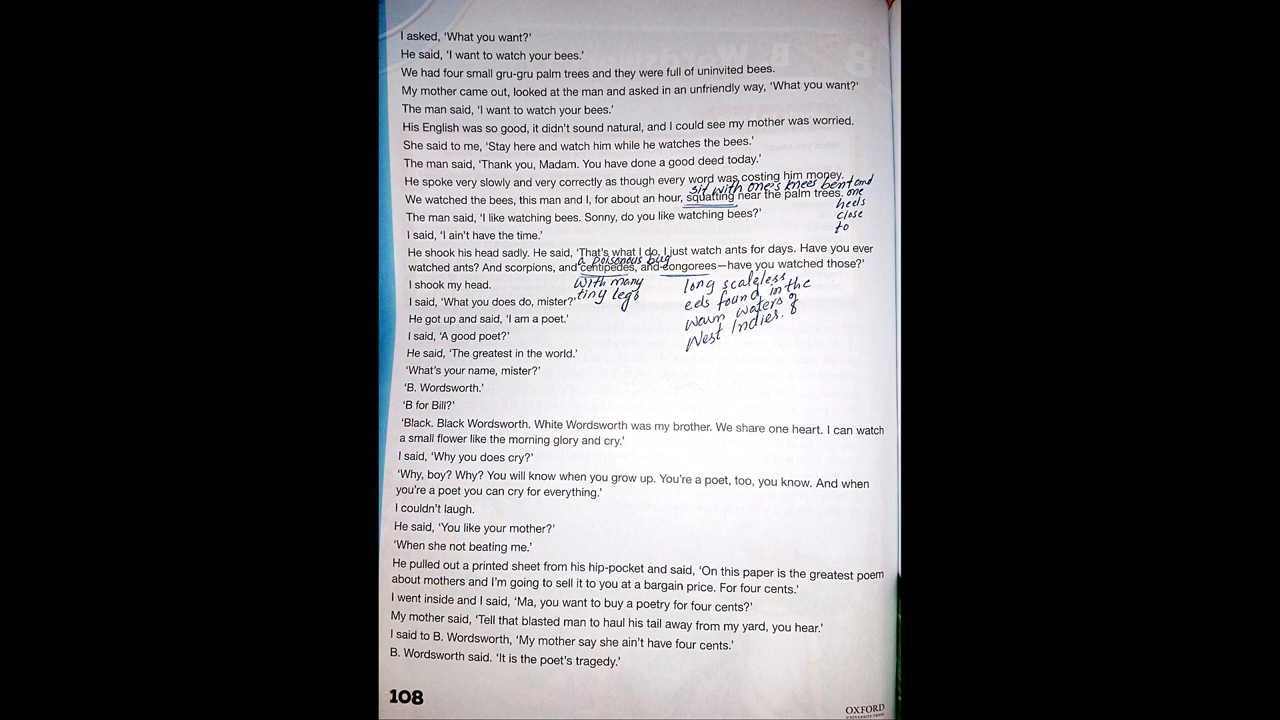 I asked, 'What you want?'
He said, 'I want to watch your bees.'
We had four small gru-gru palm trees and they were full of uninvited bees.
My mother came out, looked at the man and asked in an unfriendly way, 'What you want?'
The man said, 'I want to watch your bees.'
His English was so good, it didn't sound natural, and I could see my mother was worried.
She said to me, 'Stay here and watch him while he watches the bees.'
The man said, 'Thank you, Madam. You have done a good deed today.'
He spoke very slowly and very correctly as though every word was costing him money.
sit with one's knees bent and
We watched the bees, this man and I, for about an hour, squatting near the palm trees.
one
heels
close
to
The man said, 'I like watching bees. Sonny, do you like watching bees?'
I said, 'I ain't have the time.'
He shook his head sadly. He said, 'That's what I do, I just watch ants for days. Have you ever
a poisonous bug
watched ants? And scorpions, and centipedes, and congorees—have you watched those?'
with many
tiny legs
long scaleless
eels found in the
warm waters of
West Indies.
I shook my head.
I said, 'What you does do, mister?'
He got up and said, 'I am a poet.'
I said, 'A good poet?'
He said, 'The greatest in the world.'
'What's your name, mister?'
'B. Wordsworth.'
'B for Bill?'
'Black. Black Wordsworth. White Wordsworth was my brother. We share one heart. I can watch
a small flower like the morning glory and cry.'
I said, 'Why you does cry?'
'Why, boy? Why? You will know when you grow up. You're a poet, too, you know. And when
you're a poet you can cry for everything.'
I couldn't laugh.
He said, 'You like your mother?'
'When she not beating me.'
He pulled out a printed sheet from his hip-pocket and said, 'On this paper is the greatest poem
about mothers and I'm going to sell it to you at a bargain price. For four cents.'
I went inside and I said, 'Ma, you want to buy a poetry for four cents?'
My mother said, 'Tell that blasted man to haul his tail away from my yard, you hear.'
I said to B. Wordsworth, 'My mother say she ain't have four cents.'
B. Wordsworth said. 'It is the poet's tragedy.'
108
OXFORD
UNIVERSITY PRESS